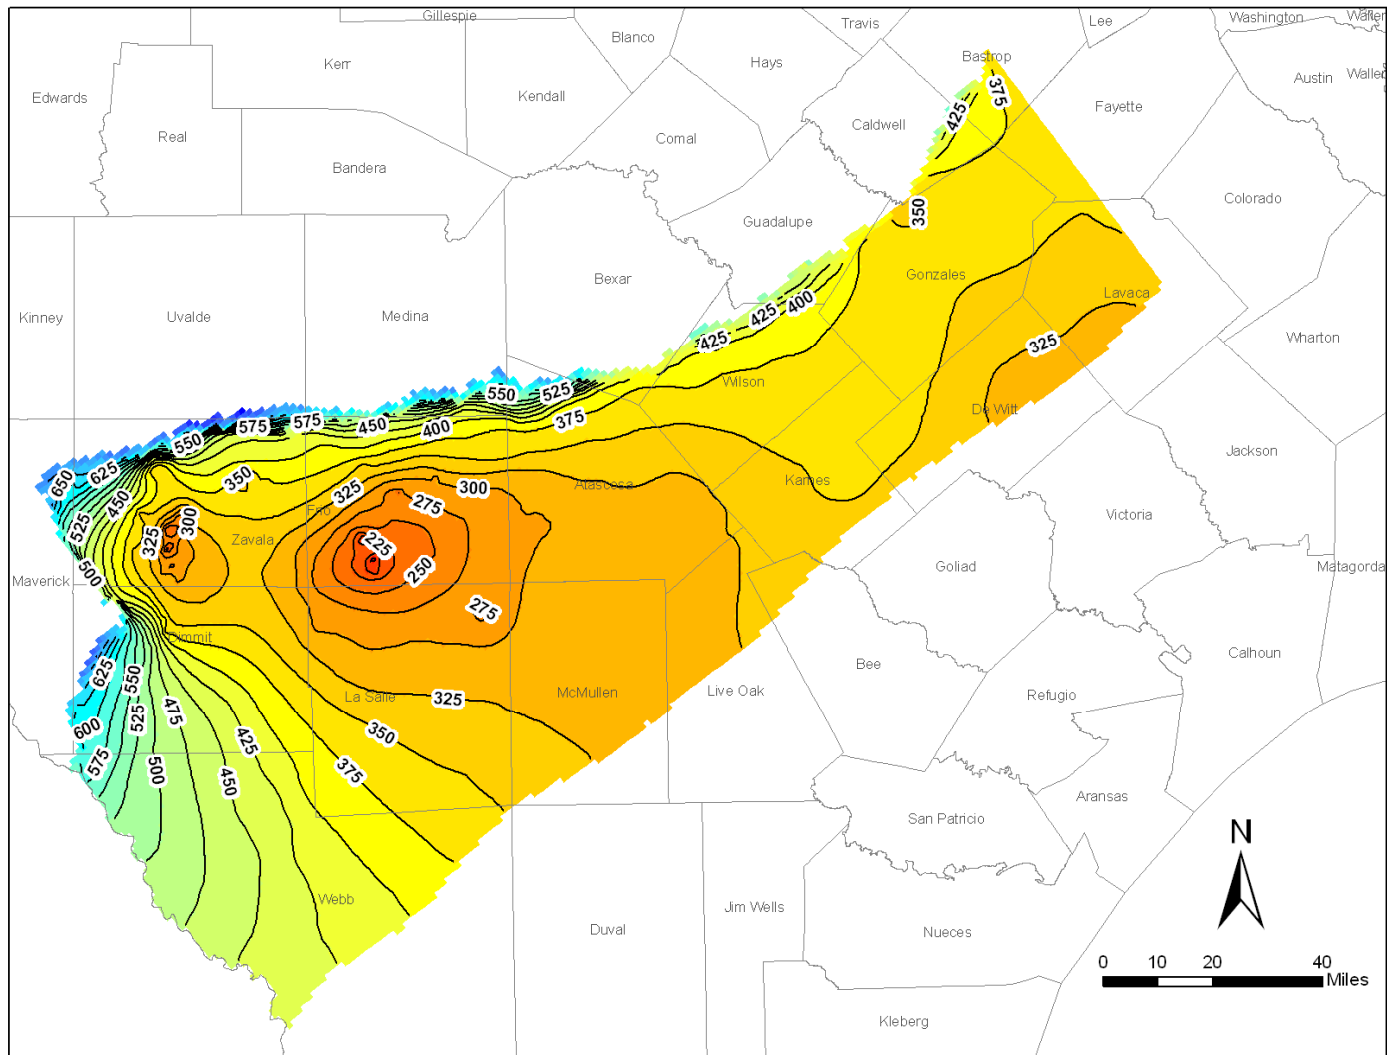 Gillespie
Travis
Lee
Washington
Waller
Blanco
Kerr
Hays
Bastrop
Austin
Waller
Edwards
Kendall
375
Fayette
Real
425
Caldwell
Comal
Bandera
Colorado
350
Guadalupe
Gonzales
Bexar
Lavaca
Kinney
Uvalde
Medina
400
425
425
325
Wharton
Wilson
550
525
De Witt
375
575
575
450
400
550
Jackson
650
625
350
325
300
Atascosa
Karnes
450
275
Frio
Victoria
525
325
300
Zavala
225
250
Goliad
Matagorda
500
Maverick
275
Dimmit
Calhoun
625
550
La Salle
325
McMullen
Live Oak
Bee
Refugio
600
525
475
425
350
575
500
450
375
Aransas
San Patricio
N
Webb
Jim Wells
Duval
Nueces
0 10 20 40
Miles
Kleberg